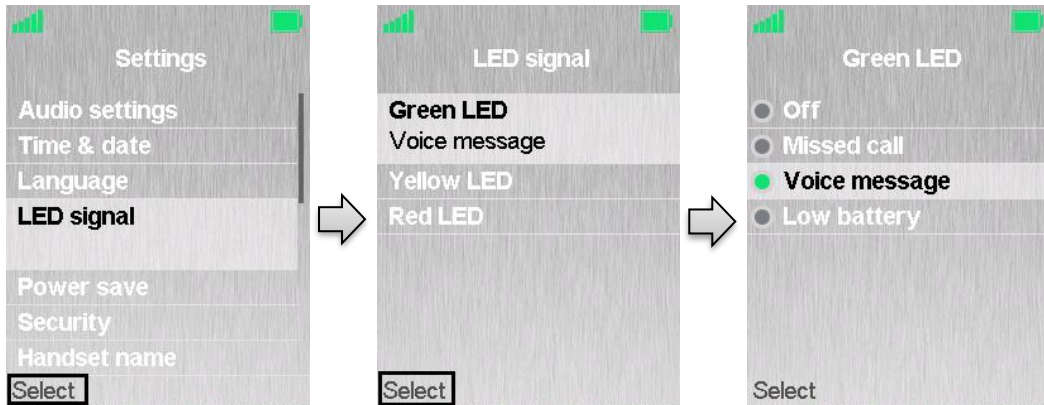 Settings
Audio settings
Time & date
Language
LED signal
Power save
Security
Handset name
Select
LED signal
Green LED
Voice message
Yellow LED
Red LED
Select
Green LED
Off
Missed call
Voice message
Low battery
Select